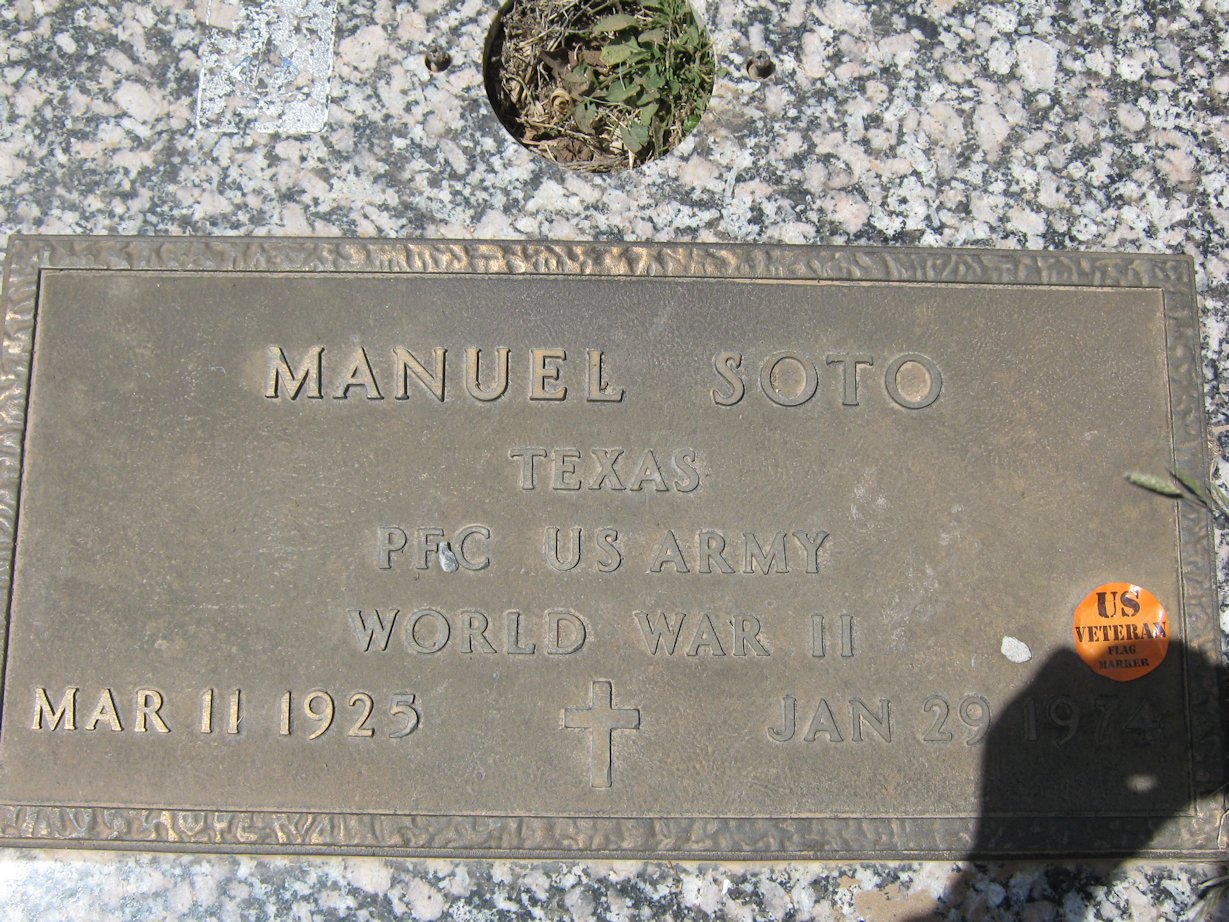 MANUEL SOTO
TEXAS
PFC US ARMY
WORLD WAR II
MAR 11 1925 JAN 29 1974
US
VETERAN
FLAG
MARKER